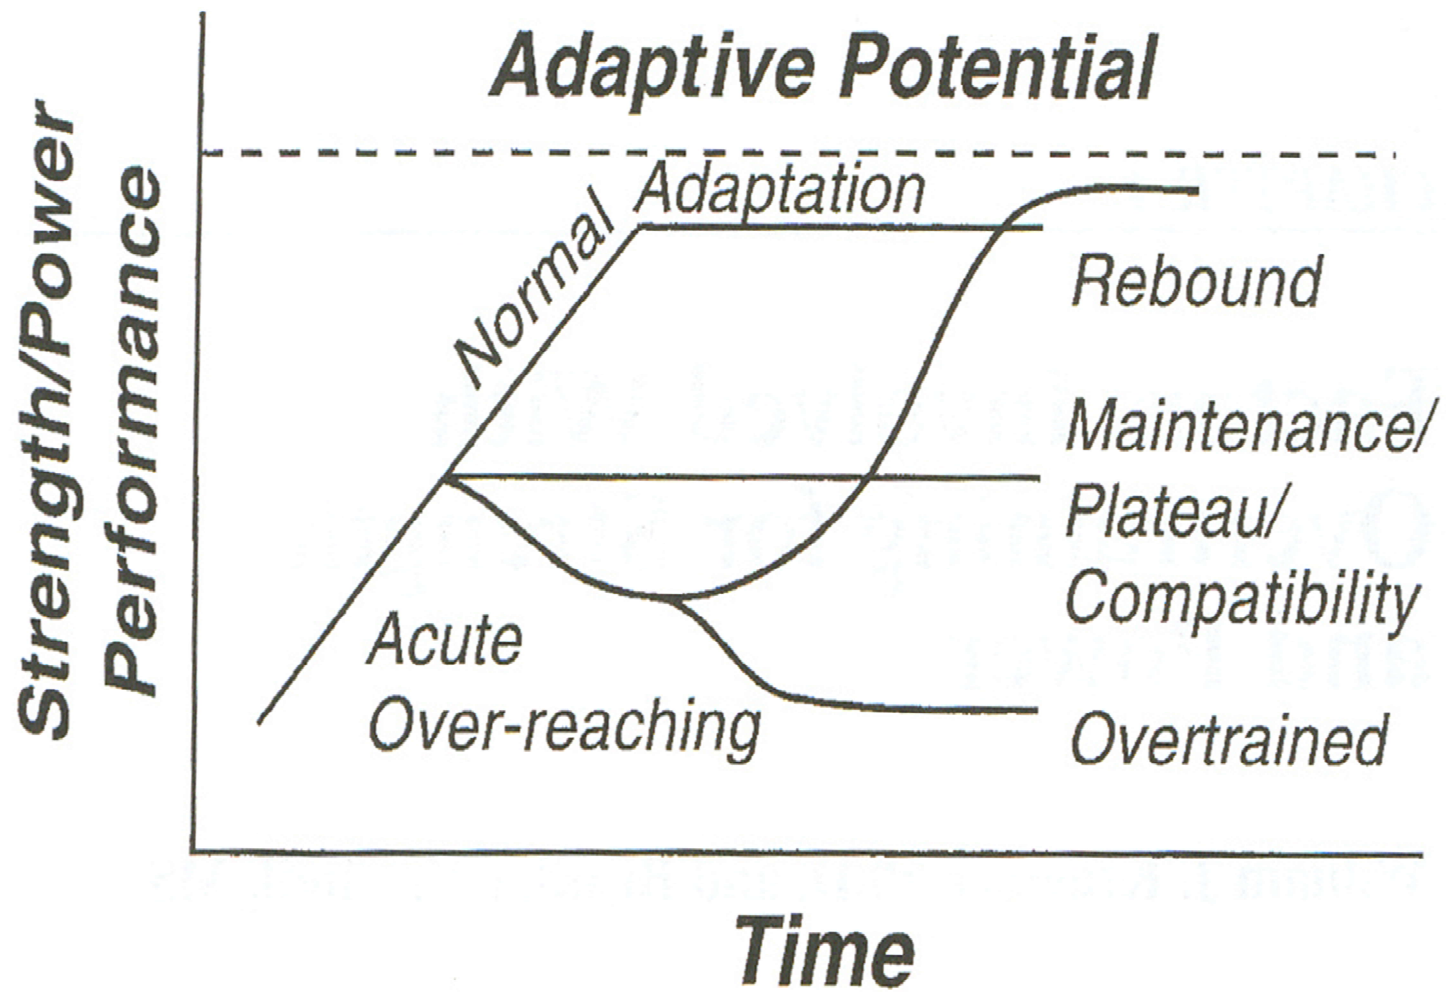 Adaptive Potential
Strength/Power
Performance
Normal
Adaptation
Rebound
Maintenance/
Plateau/
Compatibility
Acute
Over-reaching
Overtrained
Time